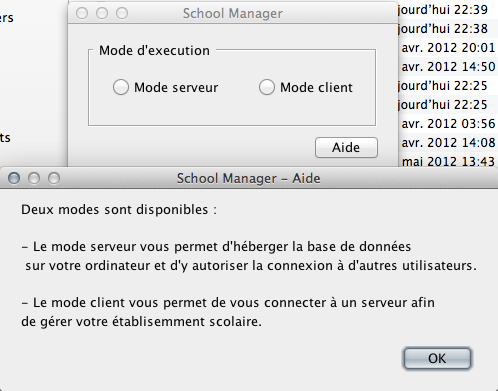 ers
ts
School Manager
Mode d'execution
Mode serveur
Mode client
Aide
jourd'hui 22:39
jourd'hui 22:38
avr. 2012 20:01
avr. 2012 14:50
jourd'hui 22:25
jourd'hui 22:25
avr. 2012 03:56
avr. 2012 14:08
mai 2012 13:43
School Manager – Aide
Deux modes sont disponibles :
- Le mode serveur vous permet d'héberger la base de données
sur votre ordinateur et d'y autoriser la connexion à d'autres utilisateurs.
- Le mode client vous permet de vous connecter à un serveur afin
de gérer votre établisemment scolaire.
OK